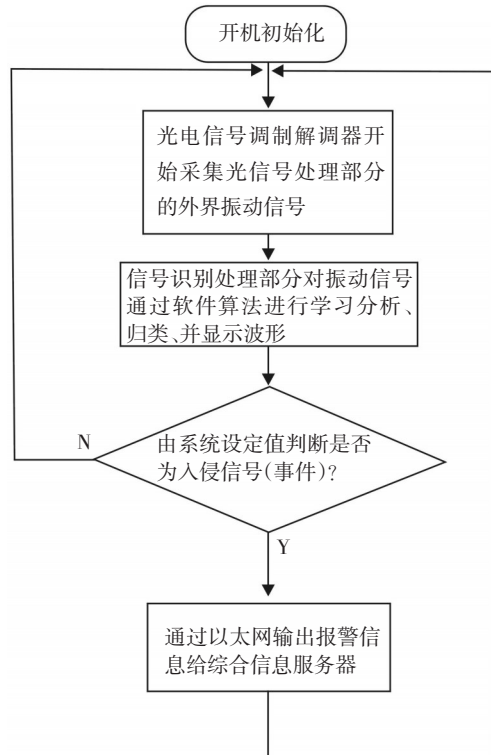 开机初始化
光电信号调制解调器开
始采集光信号处理部分
的外界振动信号
信号识别处理部分对振动信号
通过软件算法进行学习分析、
归类、并显示波形
N
由系统设定值判断是否
为入侵信号(事件)?
Y
通过以太网输出报警信
息给综合信息服务器